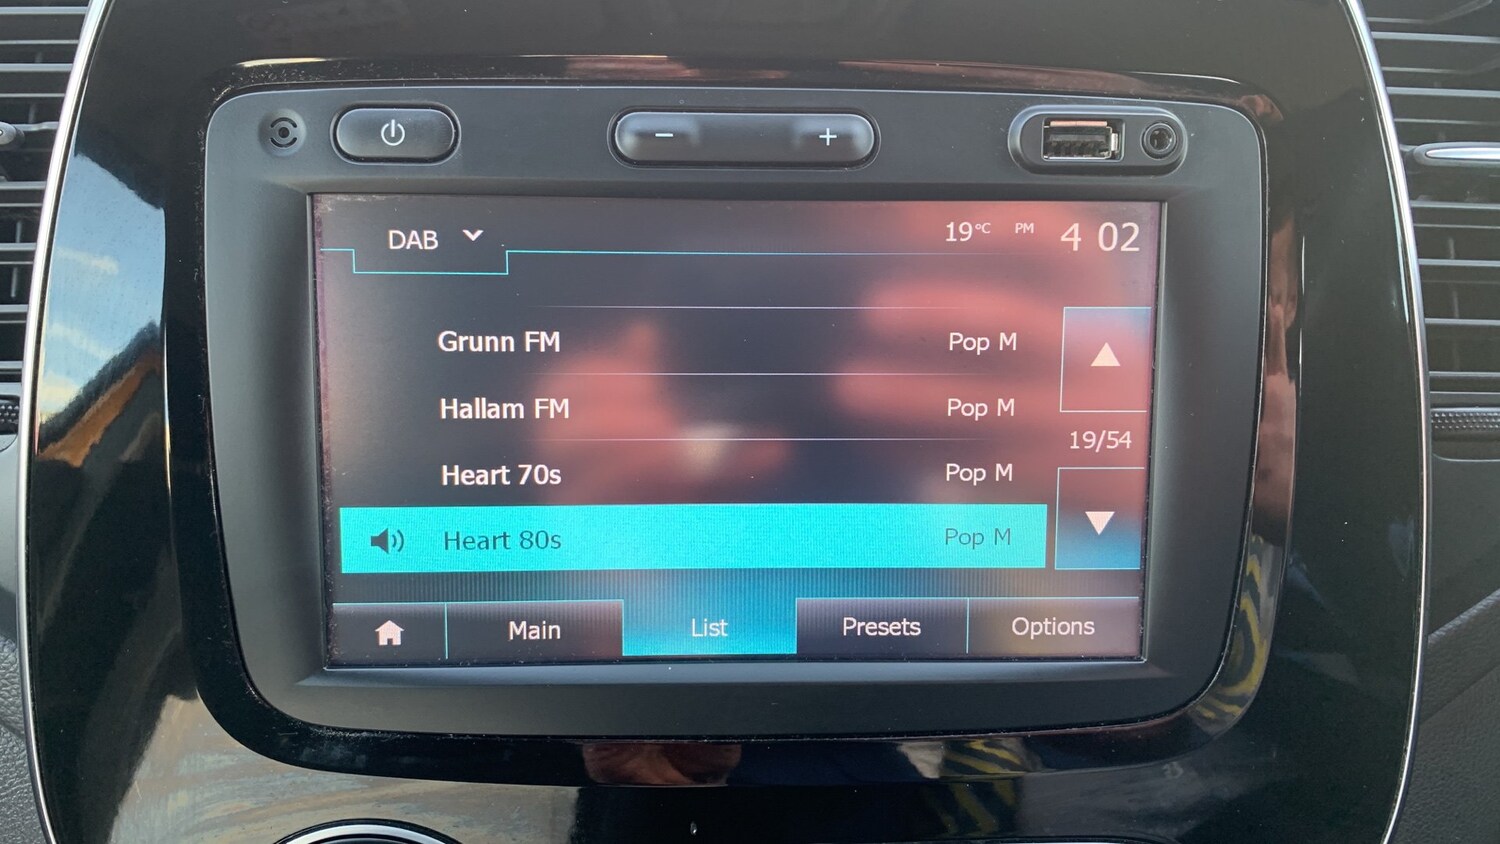 DAB 19°C PM 4 02
Grunn FM Pop M
Hallam FM Pop M
19/54
Heart 70s Pop M
Heart 80s Pop M
Main List Presets Options